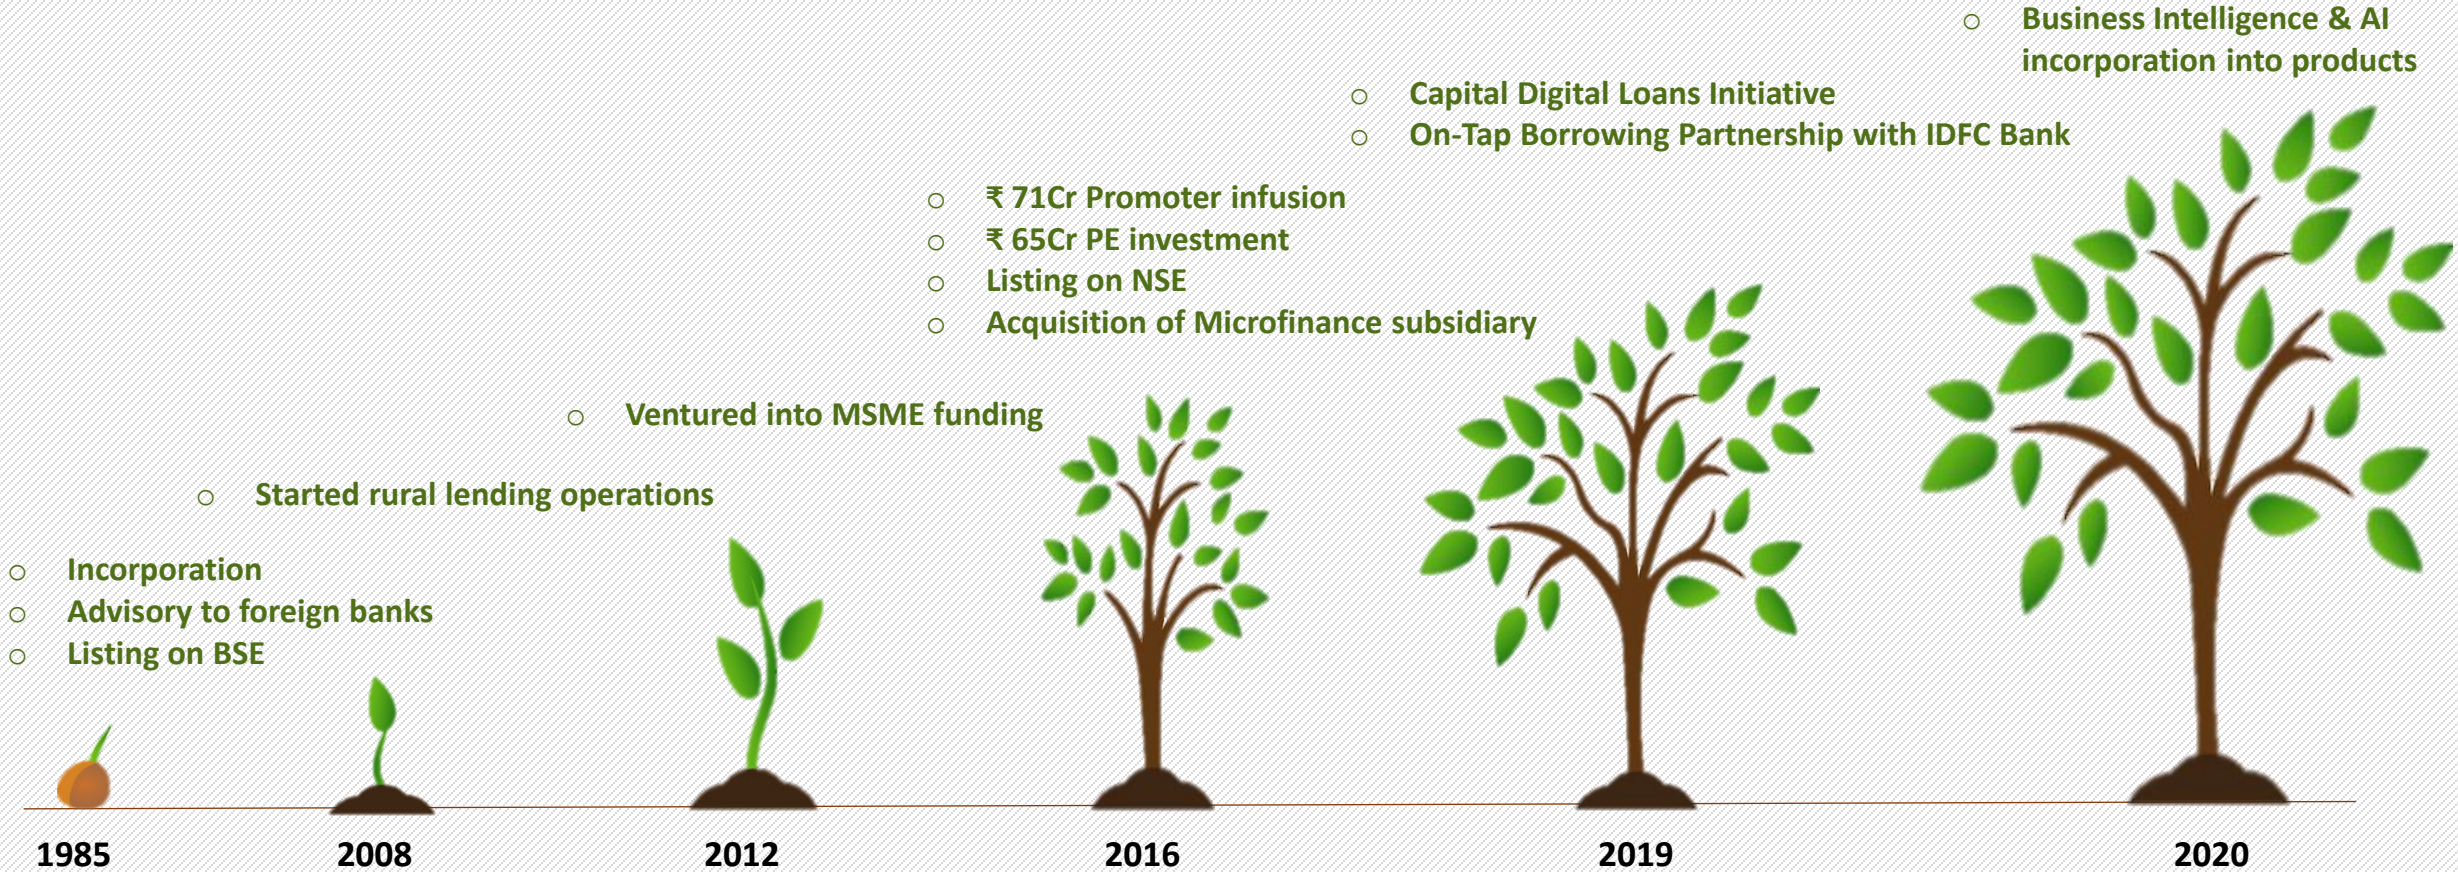 Business Intelligence & AI
incorporation into products
Capital Digital Loans Initiative
On-Tap Borrowing Partnership with IDFC Bank
₹ 71Cr Promoter infusion
₹ 65Cr PE investment
Listing on NSE
Acquisition of Microfinance subsidiary
Ventured into MSME funding
Started rural lending operations
Incorporation
Advisory to foreign banks
Listing on BSE
1985
2008
2012
2016
2019
2020